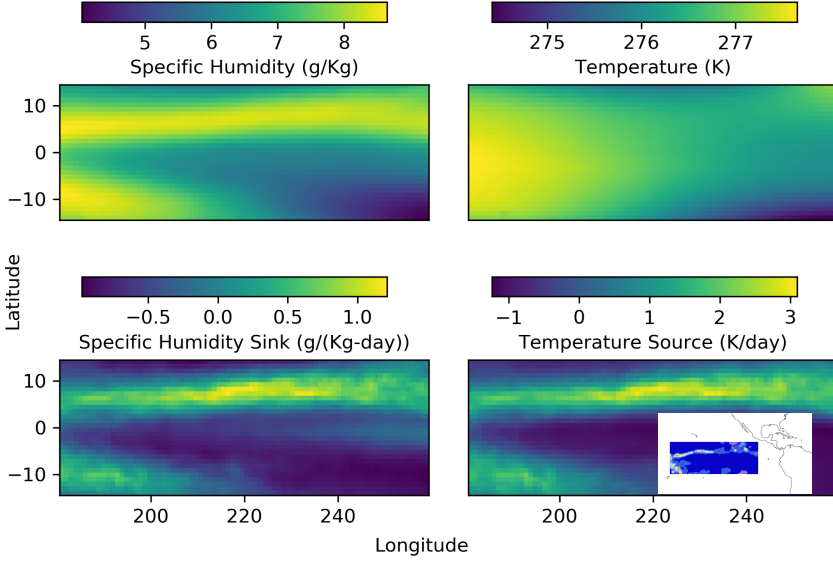 5 6 7 8
Specific Humidity (g/Kg)
275 276 277
Temperature (K)
10
0
−10
−0.5 0.0 0.5 1.0
Specific Humidity Sink (g/(Kg-day))
−1 0 1 2 3
Temperature Source (K/day)
10
0
−10
200 220 240
200 220 240
Latitude
Longitude